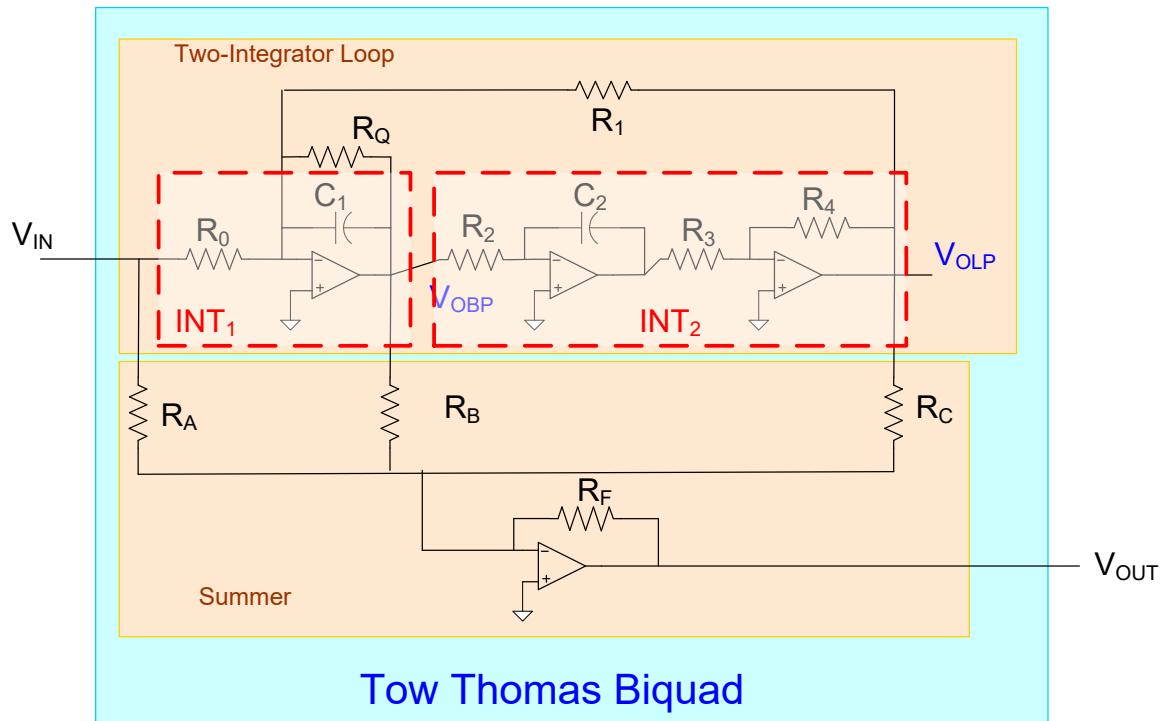 Two-Integrator Loop
R1
RQ
C1
C2
R4
VIN
R0
R2
R3
VOLP
−
+
−
+
−
+
VOBP
INT1
INT2
RA
RB
RC
RF
−
+
VOUT
Summer
Tow Thomas Biquad